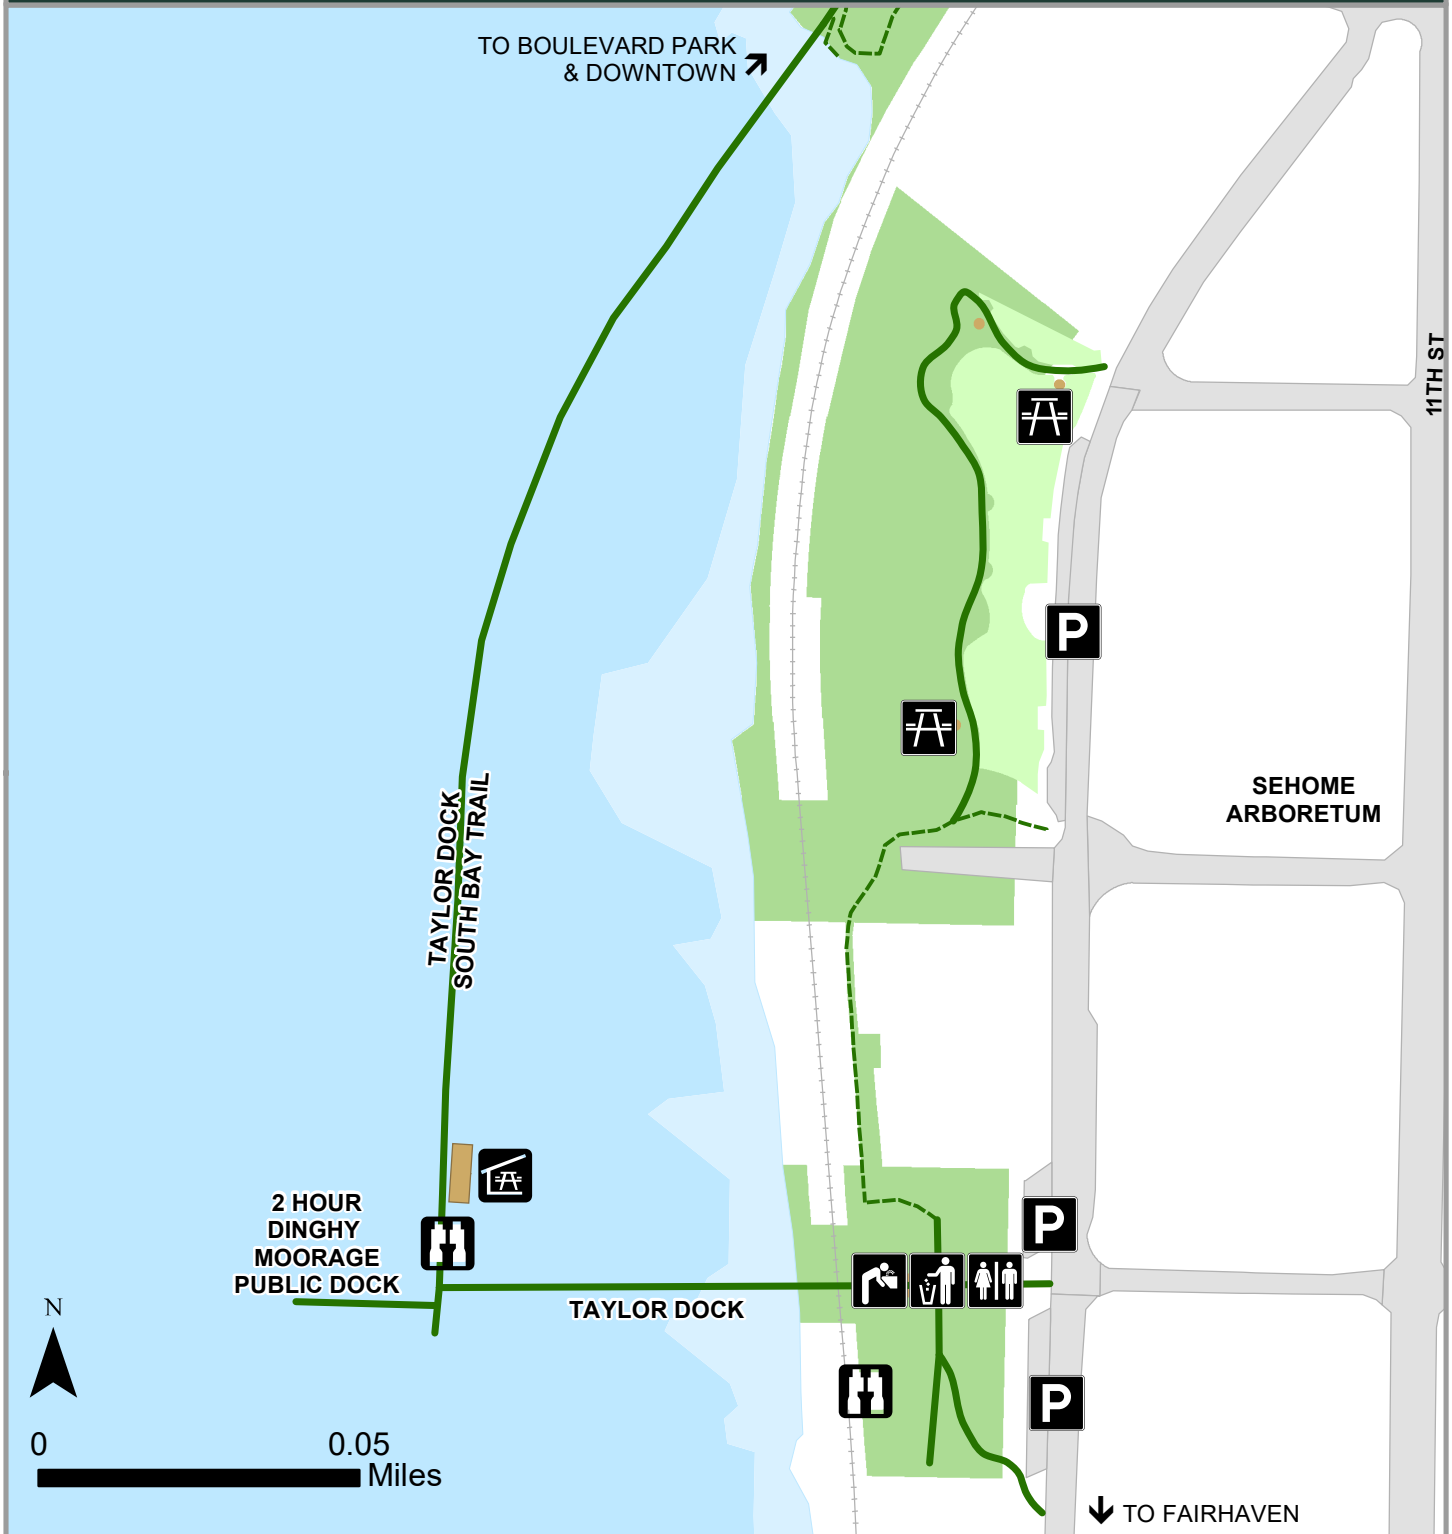 TO BOULEVARD PARK
& DOWNTOWN
11TH ST
P
SEHOME
ARBORETUM
TAYLOR DOCK
SOUTH BAY TRAIL
2 HOUR
DINGHY
MOORAGE
PUBLIC DOCK
P
TAYLOR DOCK
N
P
0 0.05
Miles
TO FAIRHAVEN